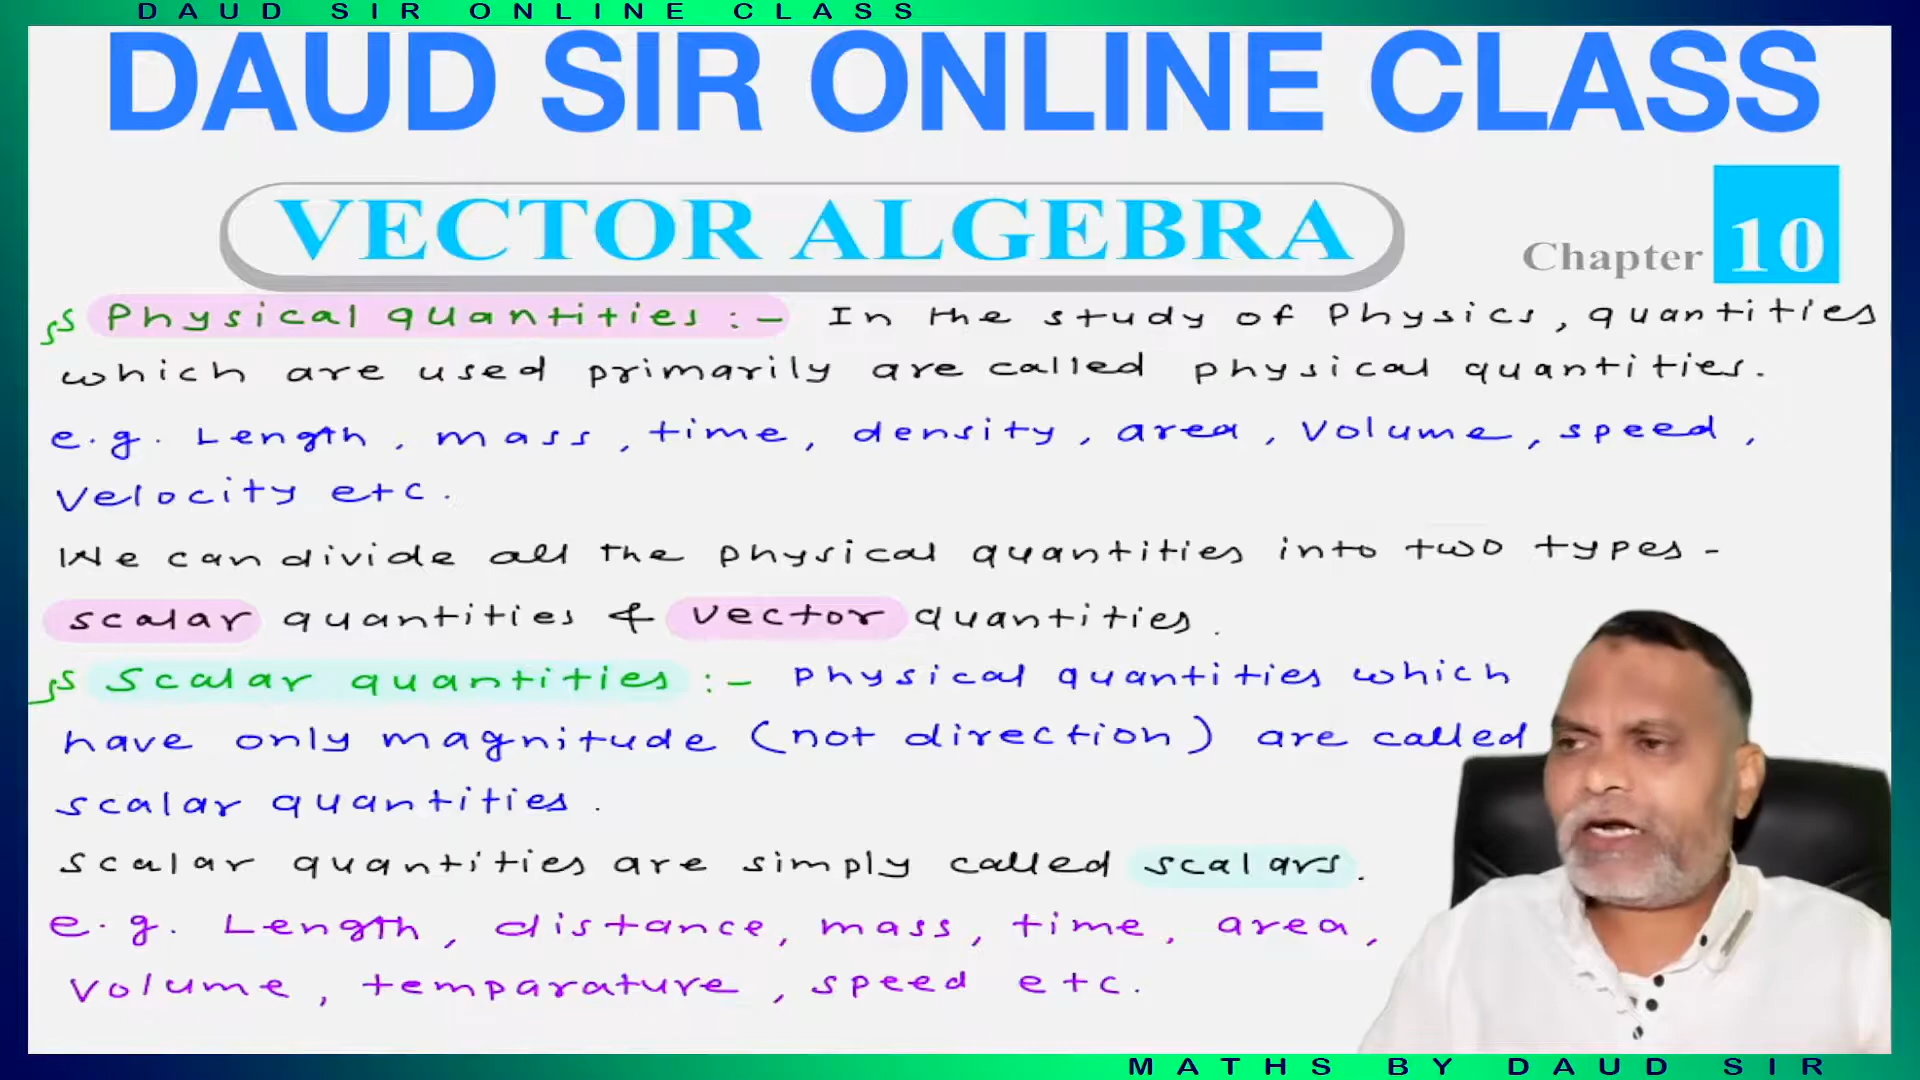 DAUD SIR ONLINE CLASS
DAUD SIR ONLINE CLASS
VECTOR ALGEBRA
Chapter 10
Physical quantities :- In the study of Physics, quantities
which are used primarily are called physical quantities.
e.g. Length, mass, time, density, area, Volume, speed,
Velocity etc.
We can divide all the physical quantities into two types -
scalar quantities & vector quantities.
Scalar quantities :- Physical quantities which
have only magnitude (not direction) are called
scalar quantities.
scalar quantities are simply called scalars.
e.g. Length, distance, mass, time, area,
Volume, temparature, speed etc.
MATHS BY DAUD SIR